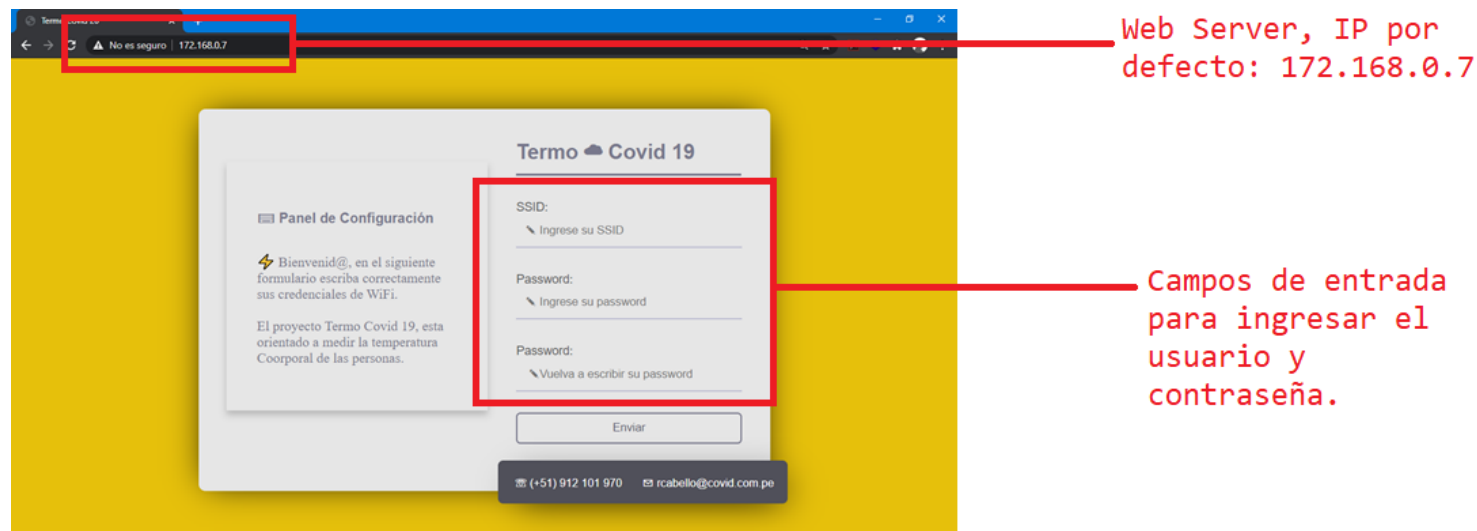 No es seguro | 172.168.0.7
Web Server, IP por
defecto: 172.168.0.7
Termo Covid 19
Panel de Configuración
Bienvenid@, en el siguiente
formulario escriba correctamente
sus credenciales de WiFi.
El proyecto Termo Covid 19, esta
orientado a medir la temperatura
Coorporal de las personas.
SSID:
Ingrese su SSID
Password:
Ingrese su password
Password:
Vuelva a escribir su password
Enviar
(+51) 912 101 970
rcabello@covid.com.pe
Campos de entrada
para ingresar el
usuario y
contraseña.